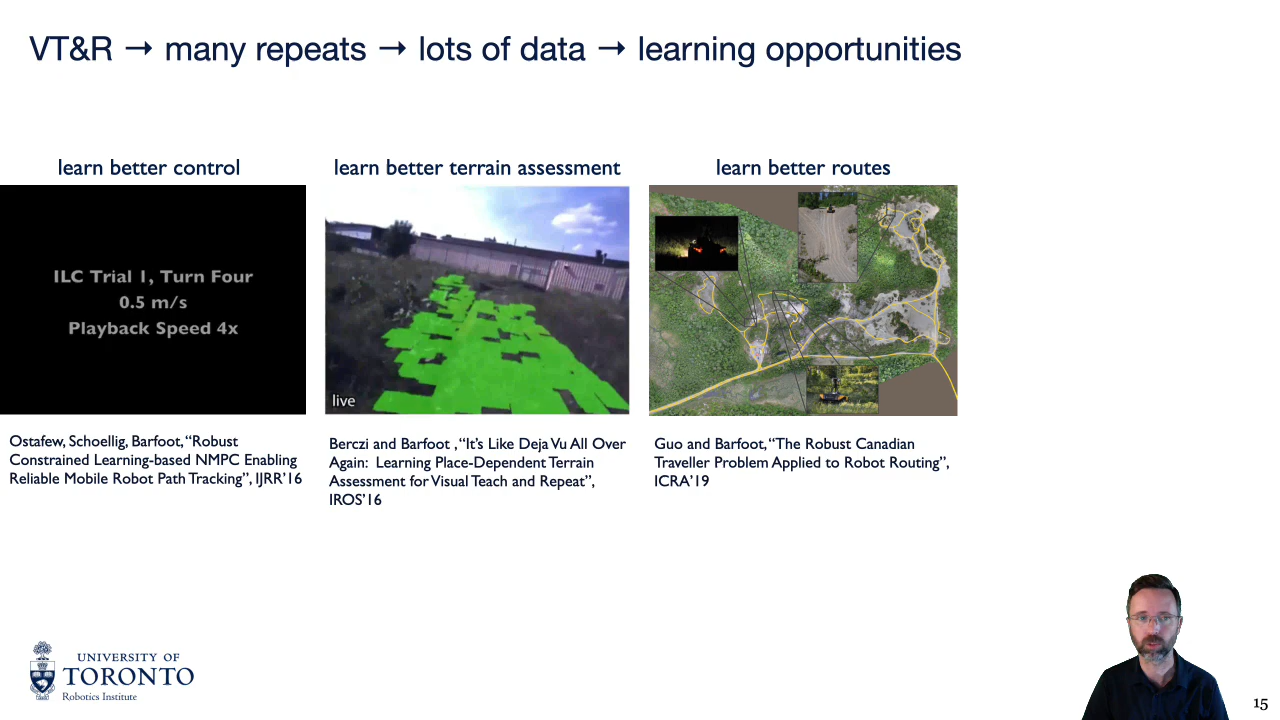 VT&R → many repeats → lots of data → learning opportunities
learn better control
ILC Trial 1, Turn Four
0.5 m/s
Playback Speed 4x
Ostafew, Schoellig, Barfoot, “Robust
Constrained Learning-based NMPC Enabling
Reliable Mobile Robot Path Tracking”, IJRR’16
learn better terrain assessment
live
Berczi and Barfoot , “It’s Like Deja Vu All Over
Again: Learning Place-Dependent Terrain
Assessment for Visual Teach and Repeat”,
IROS’16
learn better routes
Guo and Barfoot, “The Robust Canadian
Traveller Problem Applied to Robot Routing”,
ICRA’19
UNIVERSITY OF
TORONTO
Robotics Institute
15